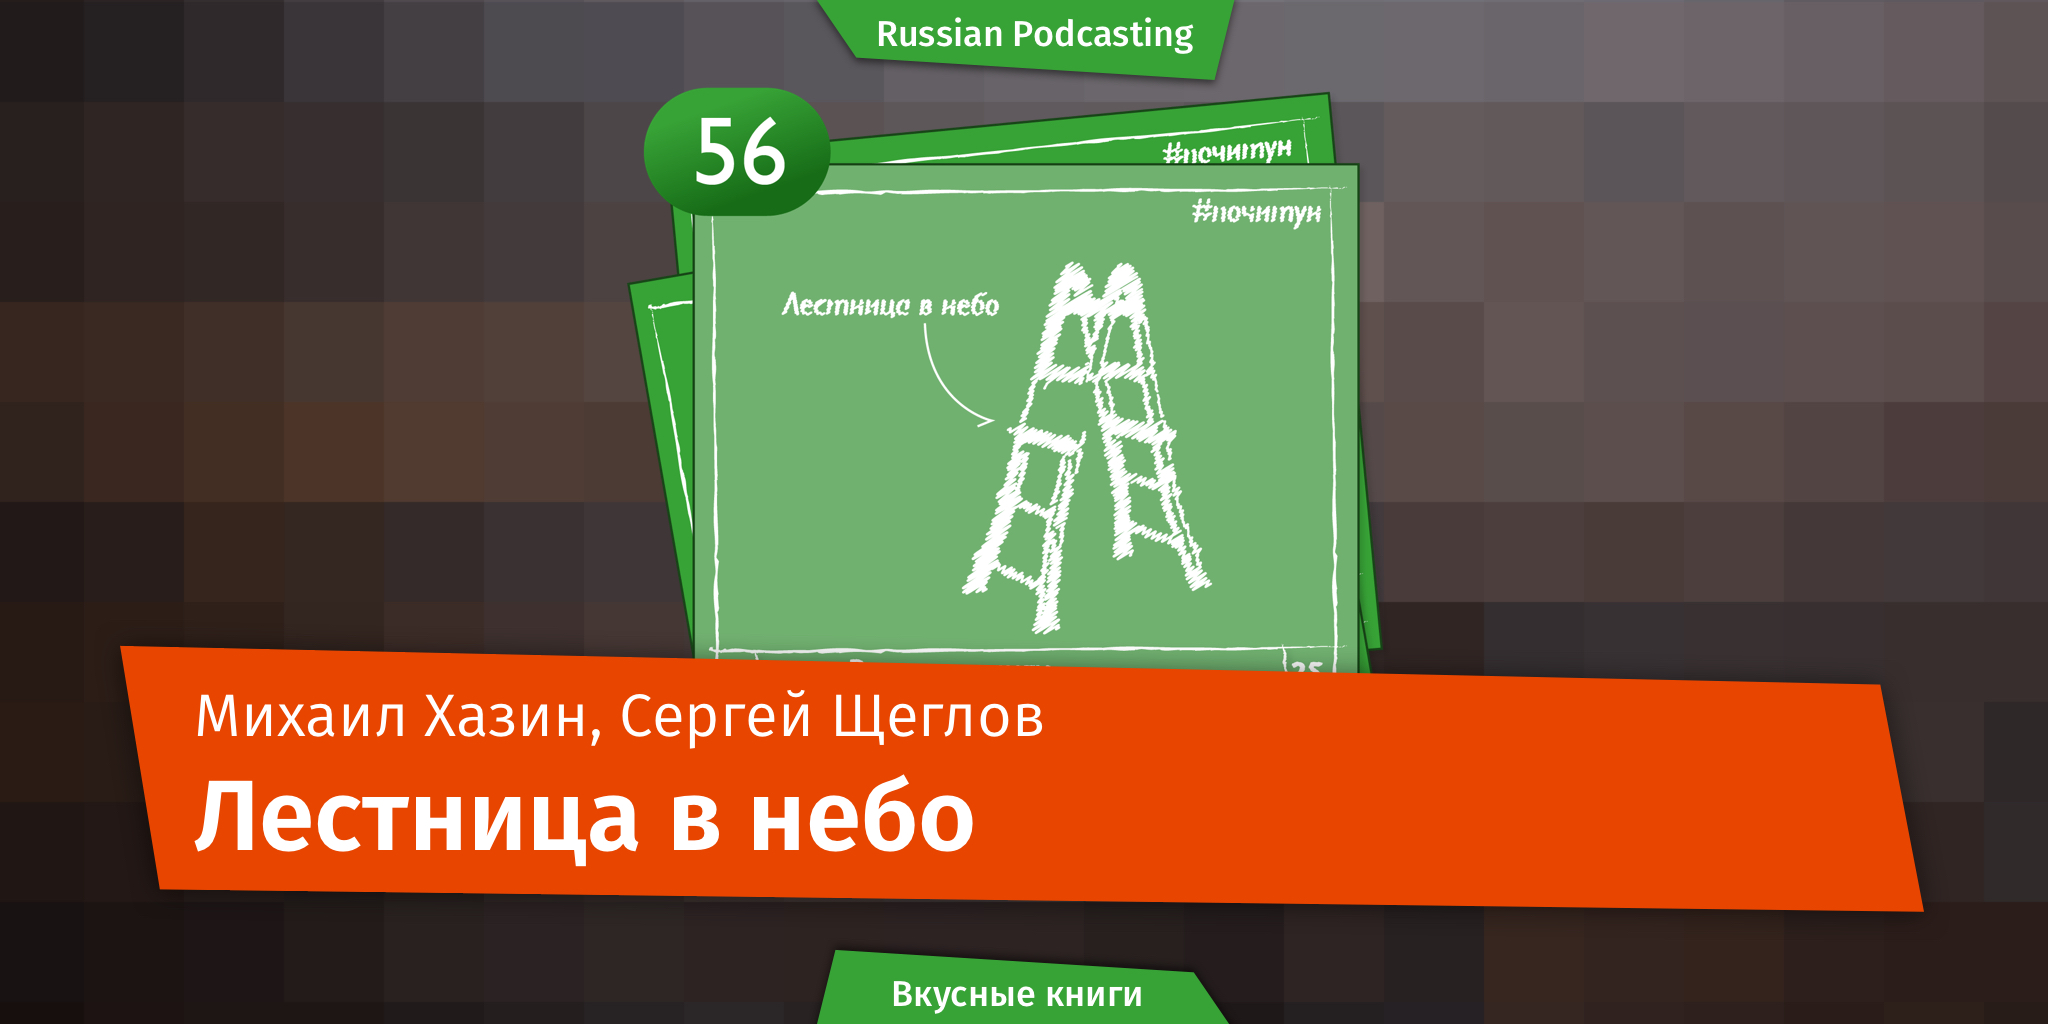 Russian Podcasting
56
#почитун
#почитун
Лестница в небо
Михаил Хазин, Сергей Щеглов
Лестница в небо
Вкусные книги